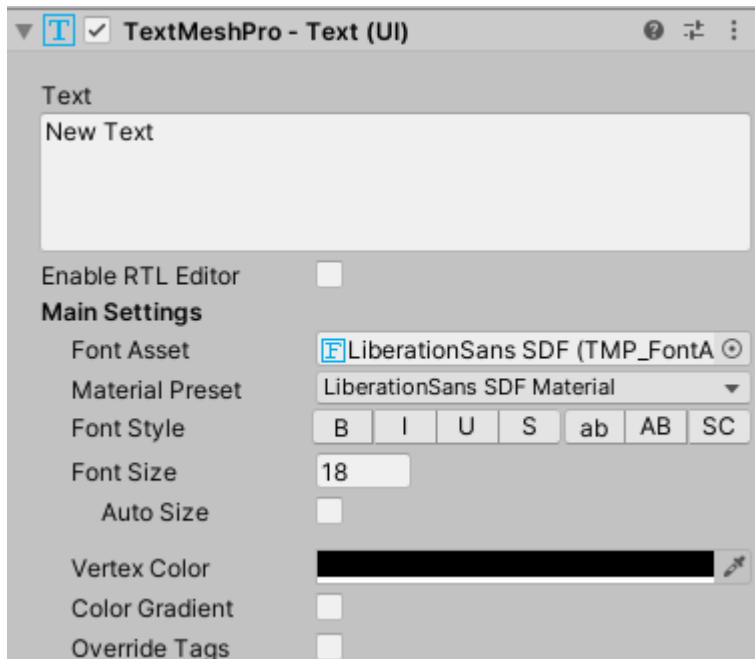 TextMeshPro - Text (UI)
Text
New Text
Enable RTL Editor
Main Settings
Font Asset LiberationSans SDF (TMP_FontA
Material Preset LiberationSans SDF Material
Font Style B I U S ab AB SC
Font Size 18
Auto Size
Vertex Color
Color Gradient
Override Tags